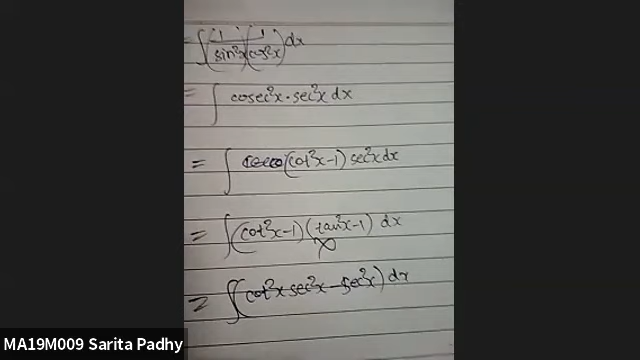 = ∫ (1/sin²x)(1/cos²x) dx
= ∫ cosec²x · sec²x dx
= ∫ (cot²x-1) sec²x dx
= ∫ (cot²x-1) (tan²x-1) dx
= ∫ (cot²x sec²x - sec²x) dx
MA19M009 Sarita Padhy